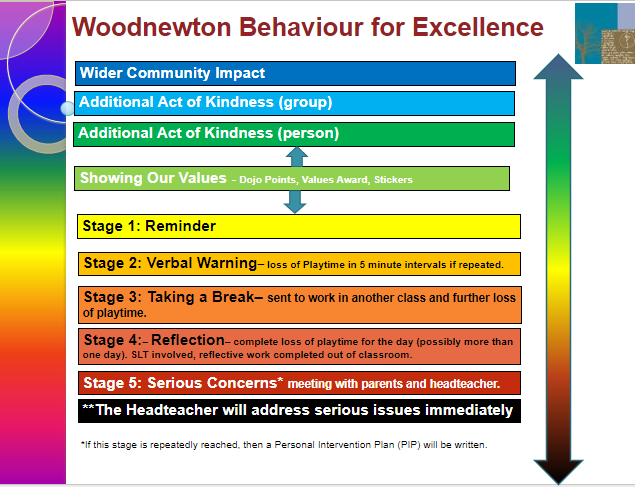 Woodnewton Behaviour for Excellence
Wider Community Impact
Additional Act of Kindness (group)
Additional Act of Kindness (person)
Showing Our Values - Dojo Points, Values Award, Stickers
Stage 1: Reminder
Stage 2: Verbal Warning– loss of Playtime in 5 minute intervals if repeated.
Stage 3: Taking a Break– sent to work in another class and further loss
of playtime.
Stage 4:– Reflection– complete loss of playtime for the day (possibly more than
one day). SLT involved, reflective work completed out of classroom.
Stage 5: Serious Concerns* meeting with parents and headteacher.
**The Headteacher will address serious issues immediately
*If this stage is repeatedly reached, then a Personal Intervention Plan (PIP) will be written.